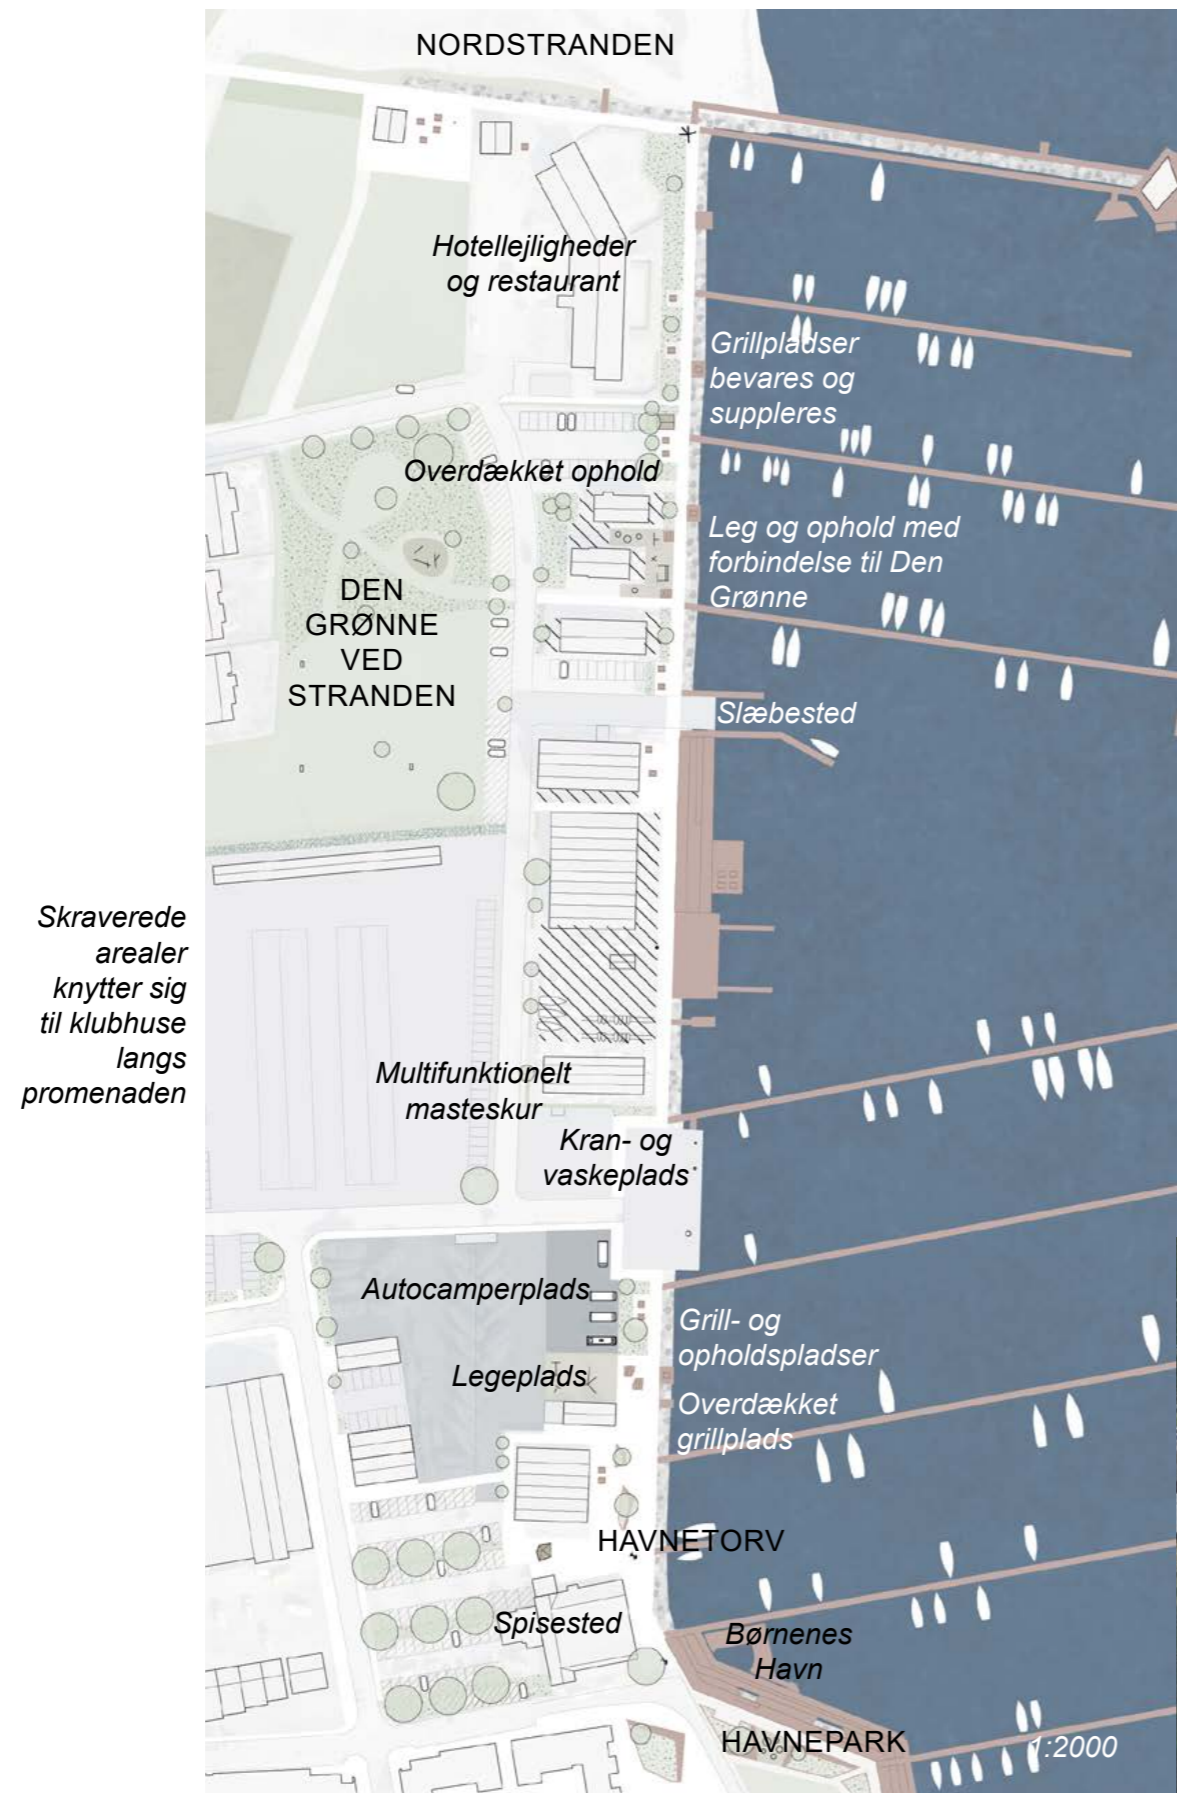 NORDSTRANDEN
Hotellejligheder
og restaurant
Grillpladser
bevares og
suppleres
Overdækket ophold
Leg og ophold med
forbindelse til Den
Grønne
DEN
GRØNNE
VED
STRANDEN
Slæbested
Skraverede
arealer
knytter sig
til klubhuse
langs
promenaden
Multifunktionelt
masteskur
Kran- og
vaskeplads
Autocamperplads
Grill- og
opholdspladser
Legeplads
Overdækket
grillplads
HAVNETORV
Spisested
Børnenes
Havn
HAVNEPARK
1:2000